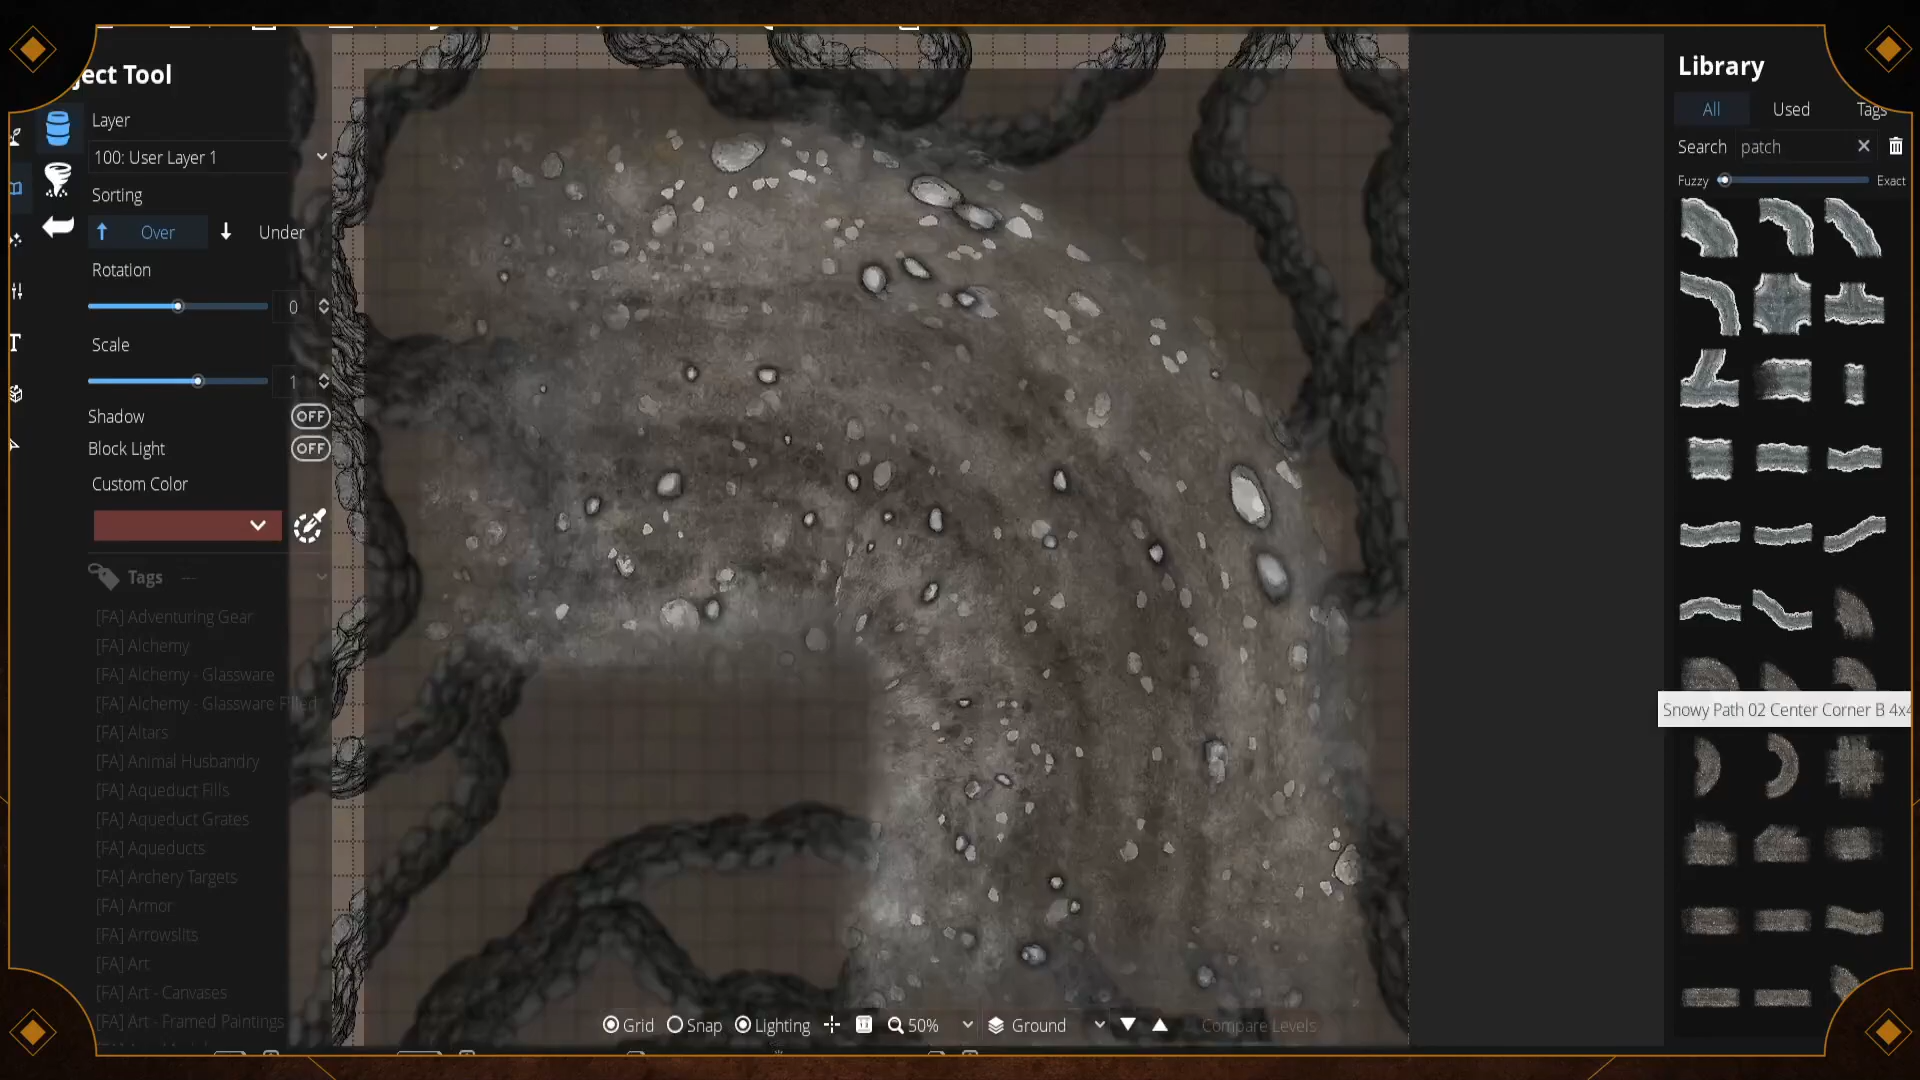 ject Tool
Layer
100: User Layer 1
Sorting
Over
Under
Rotation
0
Scale
1
Shadow
OFF
Block Light
OFF
Custom Color
Tags
[FA] Adventuring Gear
[FA] Alchemy
[FA] Alchemy - Glassware
[FA] Alchemy - Glassware Filled
[FA] Altars
[FA] Animal Husbandry
[FA] Aqueduct Fills
[FA] Aqueduct Grates
[FA] Aqueducts
[FA] Archery Targets
[FA] Armor
[FA] Arrowslits
[FA] Art
[FA] Art - Canvases
[FA] Art - Framed Paintings
Grid
Snap
Lighting
50%
Ground
Compare Levels
Library
All
Used
Tags
Search
patch
Fuzzy
Exact
Snowy Path 02 Center Corner B 4x4